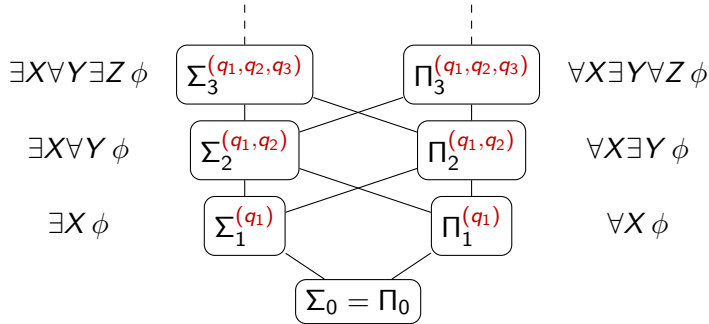 ∃X∀Y∃Z ϕ Σ₃^(q₁,q₂,q₃) Π₃^(q₁,q₂,q₃) ∀X∃Y∀Z ϕ
∃X∀Y ϕ Σ₂^(q₁,q₂) Π₂^(q₁,q₂) ∀X∃Y ϕ
∃X ϕ Σ₁^(q₁) Π₁^(q₁) ∀X ϕ
Σ₀ = Π₀